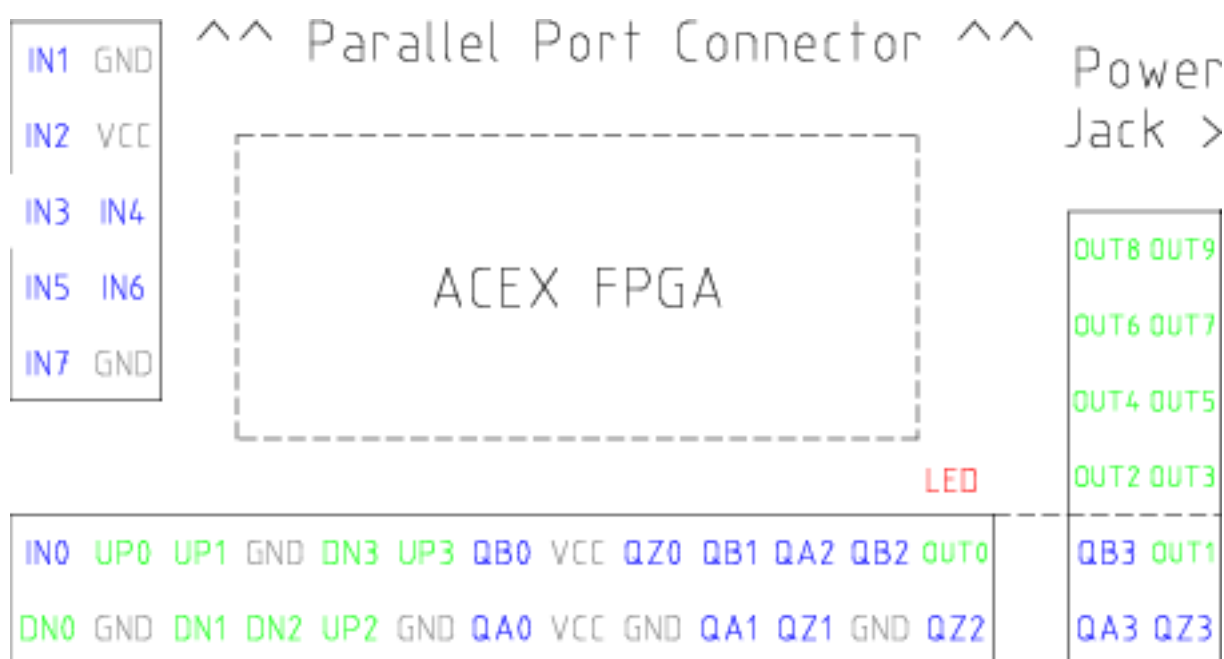 ^^ Parallel Port Connector ^^
Power
Jack >
IN1 GND
IN2 VCC
IN3 IN4
IN5 IN6
IN7 GND
ACEX FPGA
OUT8 OUT9
OUT6 OUT7
OUT4 OUT5
OUT2 OUT3
LED
IN0 UP0 UP1 GND DN3 UP3 QB0 VCC QZ0 QB1 QA2 QB2 OUT0
QB3 OUT1
DN0 GND DN1 DN2 UP2 GND QA0 VCC GND QA1 QZ1 GND QZ2
QA3 QZ3